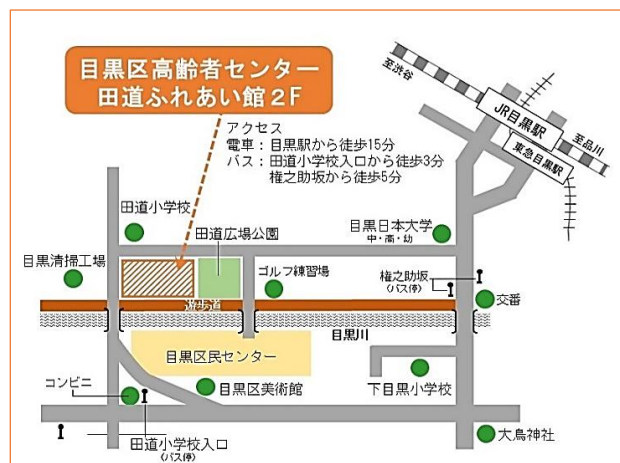 目黒区高齢者センター
田道ふれあい館2F
アクセス
電車：目黒駅から徒歩15分
バス：田道小学校入口から徒歩3分
権之助坂から徒歩5分
至渋谷
JR目黒駅
至品川
東急目黒駅
田道小学校
田道広場公園
目黒日本大学
中・高・幼
目黒清掃工場
ゴルフ練習場
権之助坂
(バス停)
交番
遊歩道
目黒川
目黒区民センター
コンビニ
目黒区美術館
下目黒小学校
田道小学校入口
(バス停)
大鳥神社